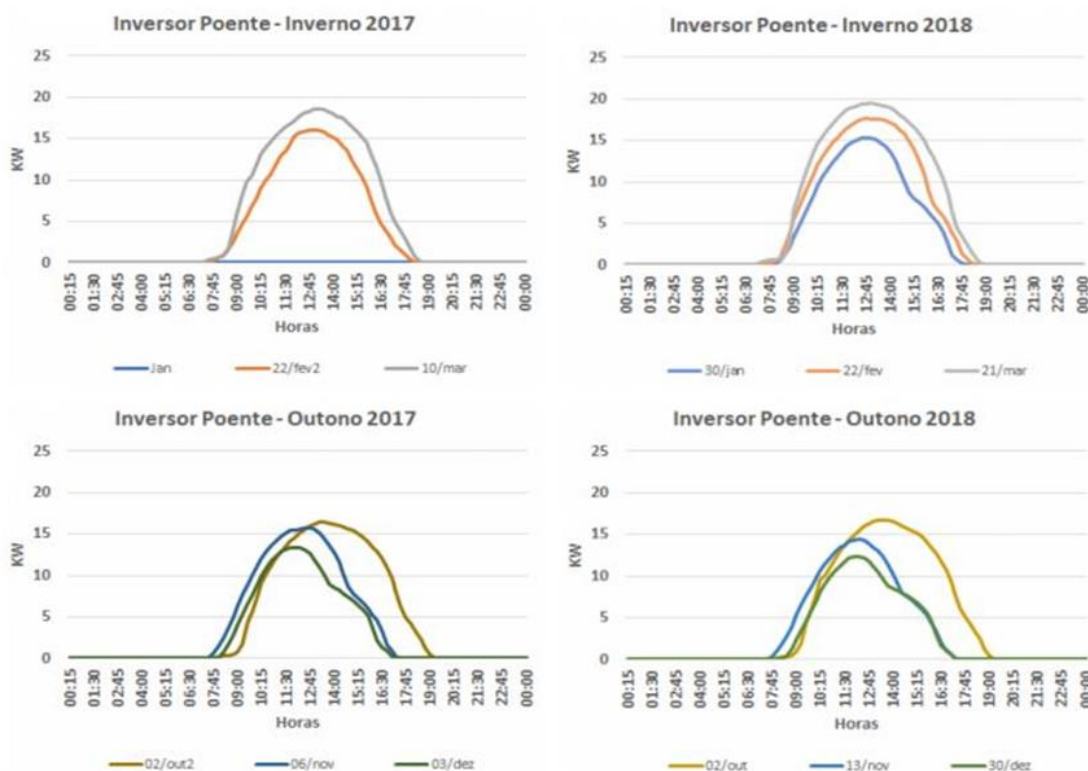 Inversor Poente - Inverno 2017
25
20
15
10
5
0
KW
00:15 01:30 02:45 04:00 05:15 06:30 07:45 09:00 10:15 11:30 12:45 14:00 15:15 16:30 17:45 19:00 20:15 21:30 22:45 00:00
Horas
Jan 22/fev2 10/mar
Inversor Poente - Inverno 2018
25
20
15
10
5
0
KW
00:15 01:30 02:45 04:00 05:15 06:30 07:45 09:00 10:15 11:30 12:45 14:00 15:15 16:30 17:45 19:00 20:15 21:30 22:45 00:00
Horas
30/jan 22/fev 21/mar
Inversor Poente - Outono 2017
25
20
15
10
5
0
KW
00:15 01:30 02:45 04:00 05:15 06:30 07:45 09:00 10:15 11:30 12:45 14:00 15:15 16:30 17:45 19:00 20:15 21:30 22:45 00:00
Horas
02/out2 06/nov 03/dez
Inversor Poente - Outono 2018
25
20
15
10
5
0
KW
00:15 01:30 02:45 04:00 05:15 06:30 07:45 09:00 19:15 11:30 12:45 14:00 15:15 16:30 17:45 19:00 20:15 21:30 22:45 00:00
Horas
02/out 13/nov 30/dez